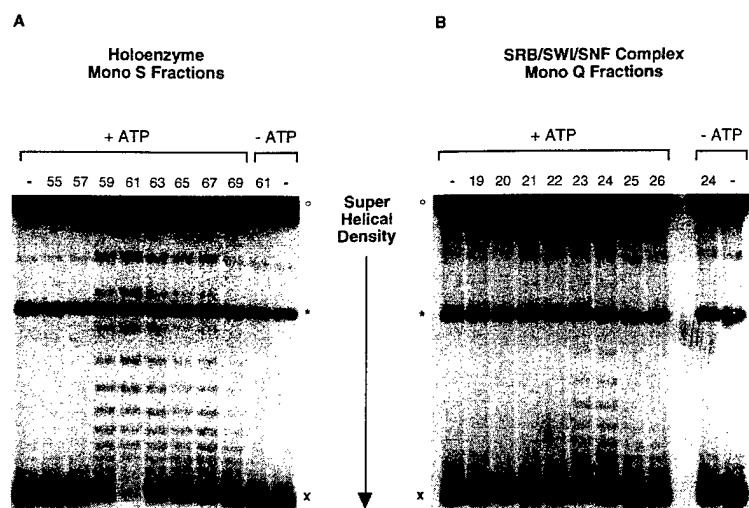 A
Holoenzyme
Mono S Fractions
+ ATP
- ATP
- 55 57 59 61 63 65 67 69 61 -
o
*
x
Super
Helical
Density
B
SRB/SWI/SNF Complex
Mono Q Fractions
+ ATP
- ATP
- 19 20 21 22 23 24 25 26 24 -
o
*
x